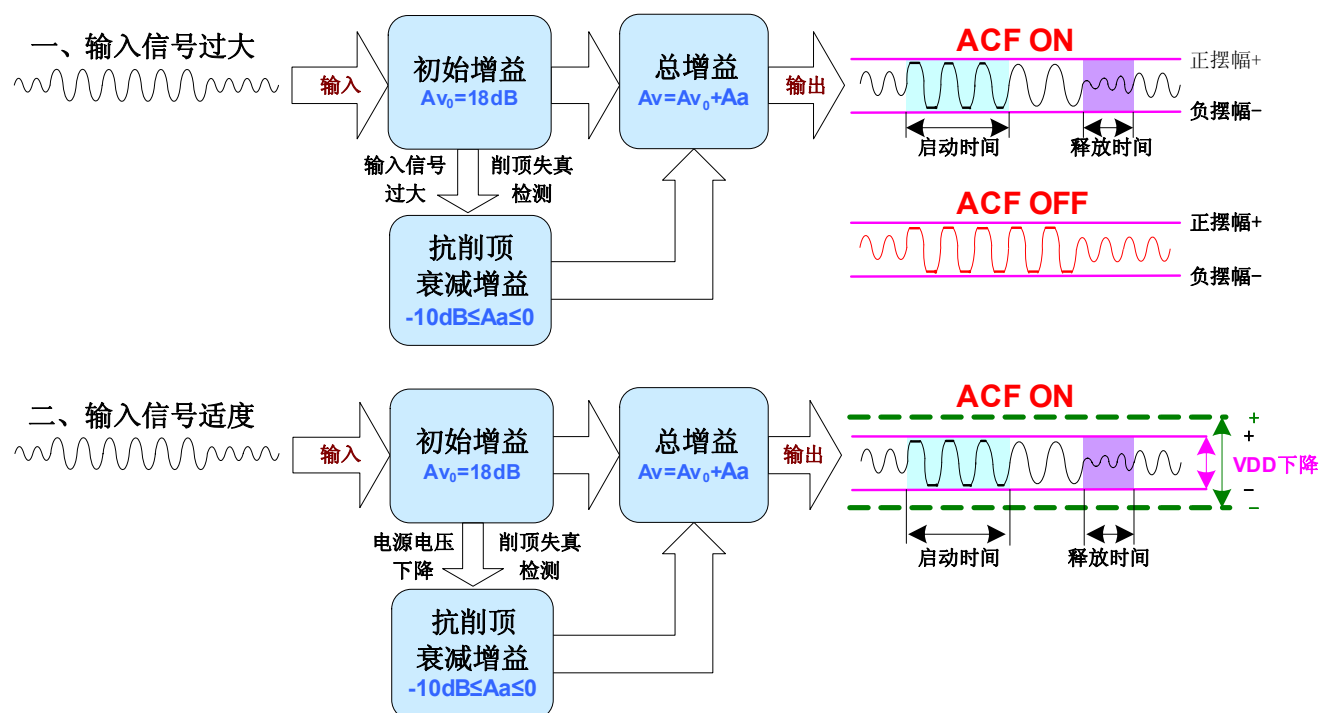 一、输入信号过大
输入
初始增益
Av₀=18dB
总增益
Av=Av₀+Aa
输出
ACF ON
正摆幅+
负摆幅−
启动时间
释放时间
输入信号
过大
削顶失真
检测
抗削顶
衰减增益
-10dB≤Aa≤0
ACF OFF
正摆幅+
负摆幅−
二、输入信号适度
输入
初始增益
Av₀=18dB
总增益
Av=Av₀+Aa
输出
ACF ON
+
+
VDD下降
−
−
启动时间
释放时间
电源电压
下降
削顶失真
检测
抗削顶
衰减增益
-10dB≤Aa≤0